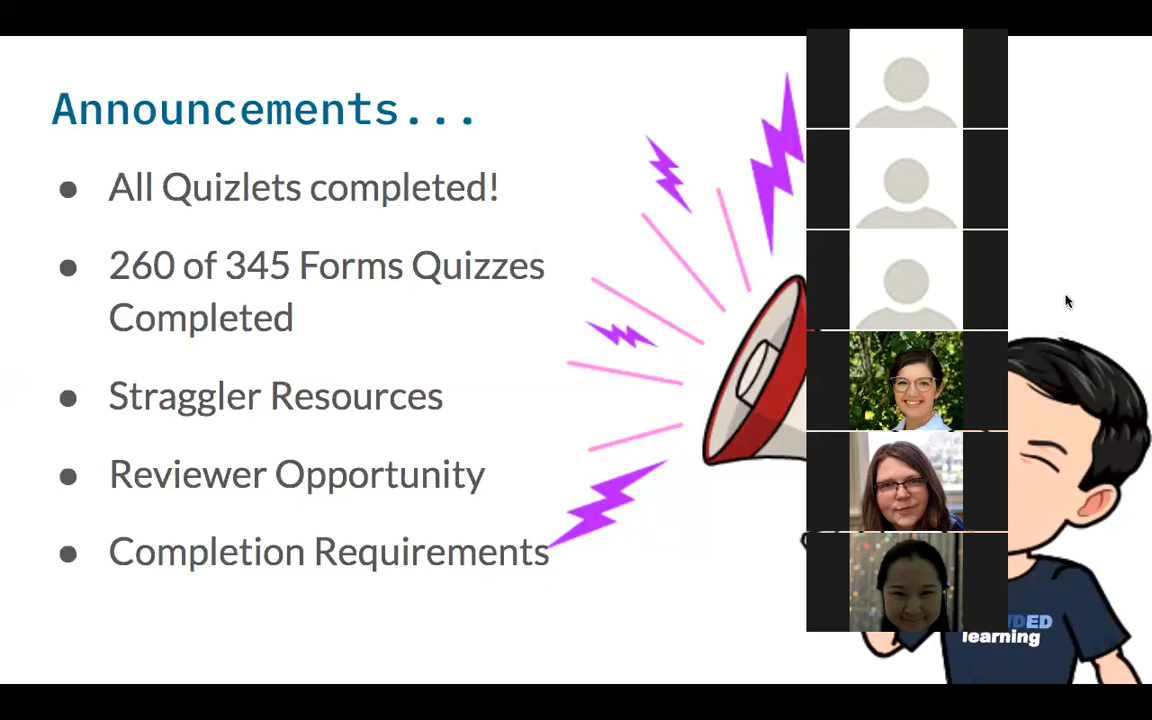 Announcements...
All Quizlets completed!
260 of 345 Forms Quizzes
Completed
Straggler Resources
Reviewer Opportunity
Completion Requirements
learning